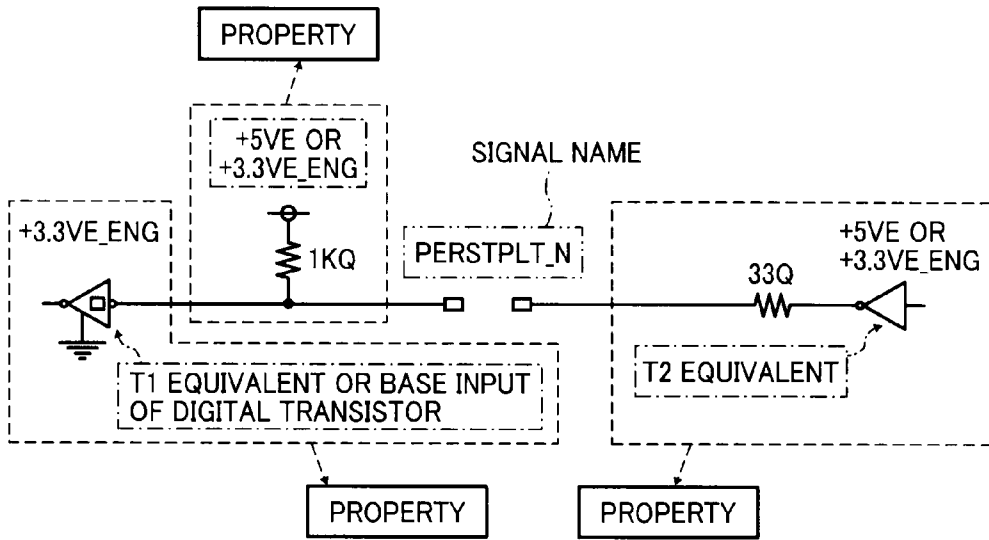 PROPERTY
+5VE OR
+3.3VE_ENG
SIGNAL NAME
+3.3VE_ENG
1KQ
PERSTPLT_N
+5VE OR
+3.3VE_ENG
33Q
T1 EQUIVALENT OR BASE INPUT
OF DIGITAL TRANSISTOR
T2 EQUIVALENT
PROPERTY
PROPERTY